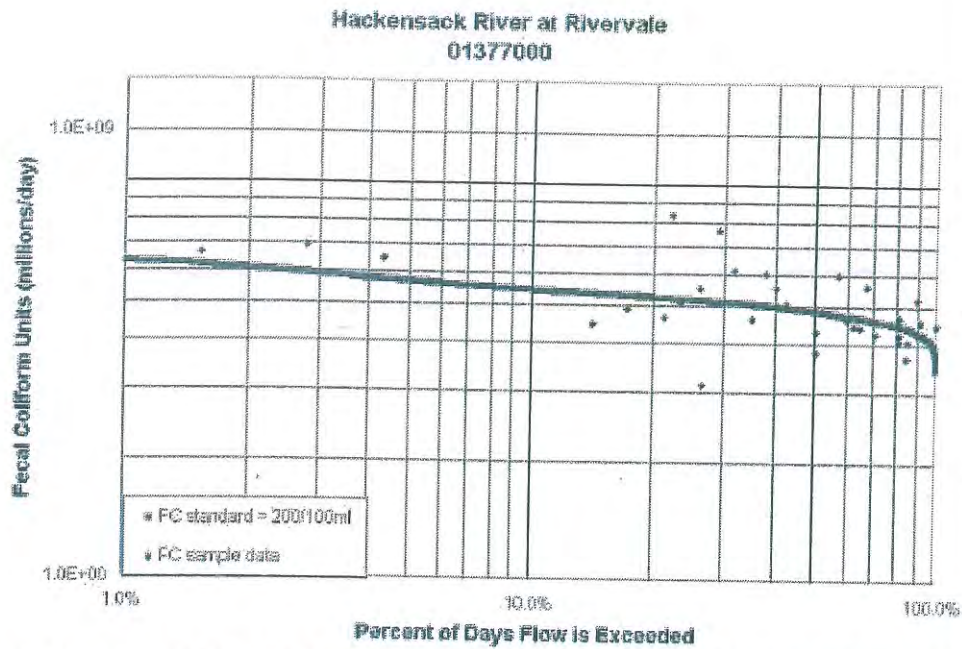 Hackensack River at Rivervale
01377000
1.0E+09
Fecal Coliform Units (millions/day)
FC standard = 200/100ml
FC sample data
1.0E+00
1.0%
10.0%
100.0%
Percent of Days Flow is Exceeded